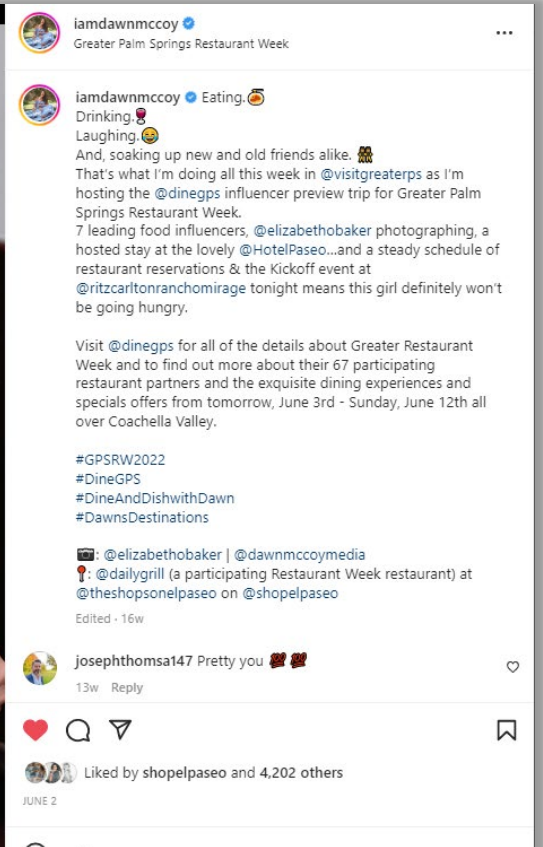 iamdawnmccoy
Greater Palm Springs Restaurant Week
...
iamdawnmccoy Eating.
Drinking.🍷
Laughing.😂
And, soaking up new and old friends alike. 👯
That's what I'm doing all this week in @visitgreaterps as I'm
hosting the @dinegps influencer preview trip for Greater Palm
Springs Restaurant Week.
7 leading food influencers, @elizabethobaker photographing, a
hosted stay at the lovely @HotelPaseo...and a steady schedule of
restaurant reservations & the Kickoff event at
@ritzcarltonranchomirage tonight means this girl definitely won't
be going hungry.
Visit @dinegps for all of the details about Greater Restaurant
Week and to find out more about their 67 participating
restaurant partners and the exquisite dining experiences and
specials offers from tomorrow, June 3rd - Sunday, June 12th all
over Coachella Valley.
#GPSRW2022
#DineGPS
#DineAndDishwithDawn
#DawnsDestinations
📷: @elizabethobaker | @dawnmccoymedia
📍: @dailygrill (a participating Restaurant Week restaurant) at
@theshopsonelpaseo on @shopelpaseo
Edited · 16w
josephthomsa147 Pretty you 💯 💯
13w Reply
Liked by shopelpaseo and 4,202 others
JUNE 2